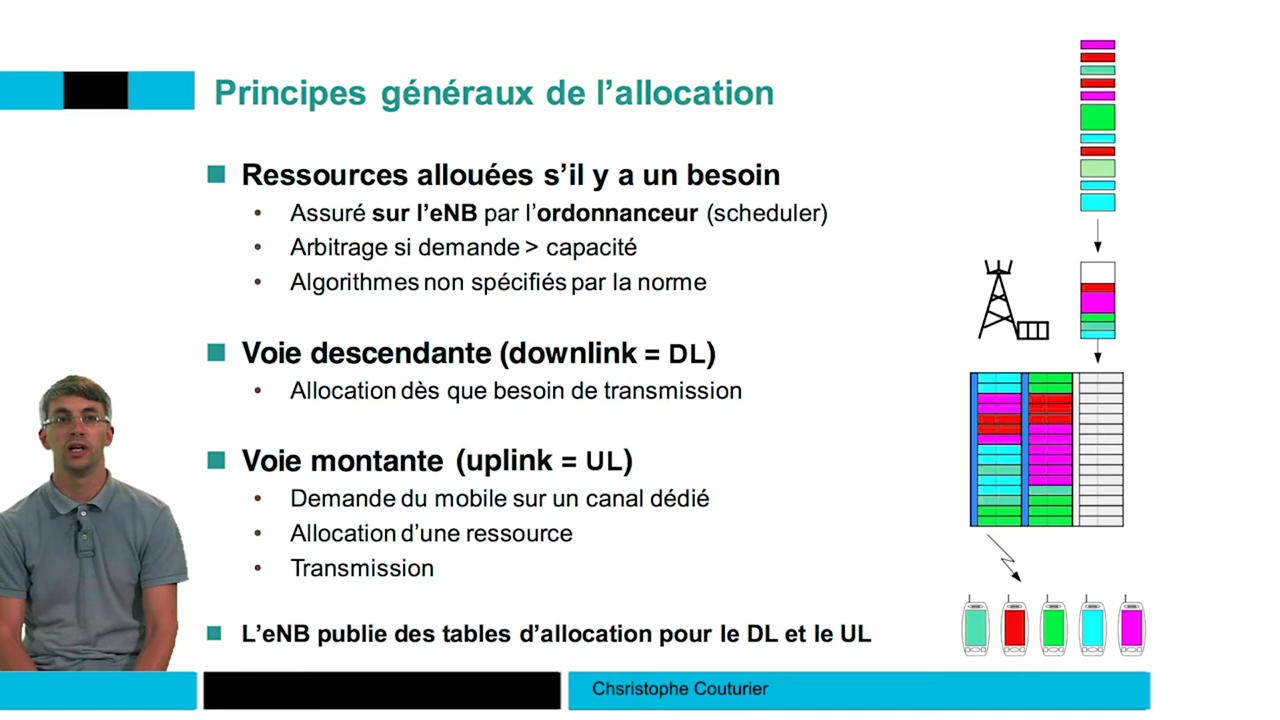 Principes généraux de l’allocation
Ressources allouées s’il y a un besoin
Assuré sur l’eNB par l’ordonnanceur (scheduler)
Arbitrage si demande > capacité
Algorithmes non spécifiés par la norme
Voie descendante (downlink = DL)
Allocation dès que besoin de transmission
Voie montante (uplink = UL)
Demande du mobile sur un canal dédié
Allocation d’une ressource
Transmission
L’eNB publie des tables d’allocation pour le DL et le UL
Chsristophe Couturier